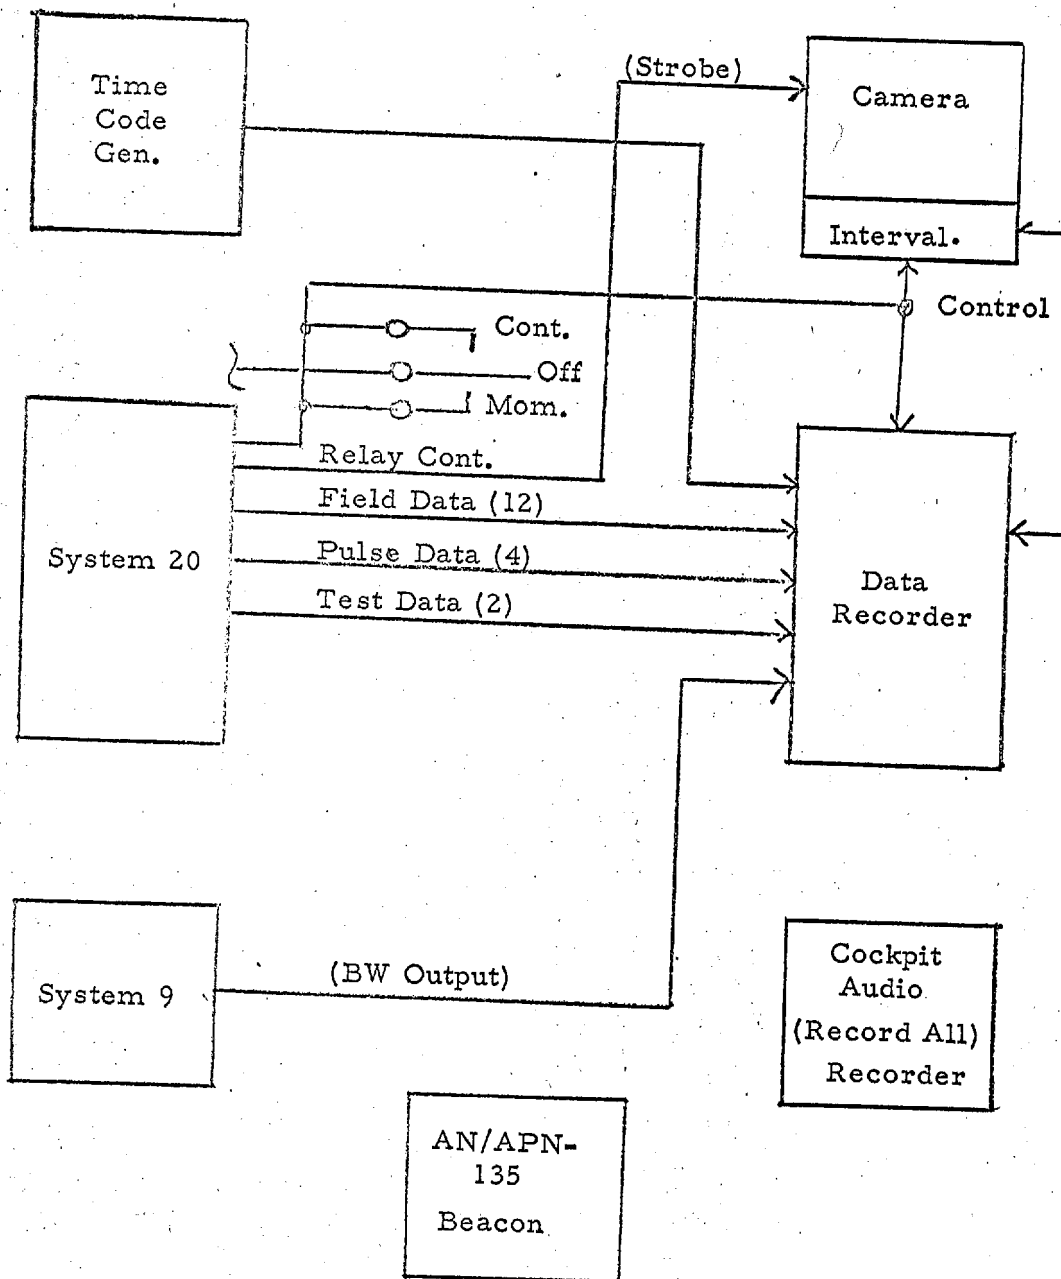 Time
Code
Gen.
(Strobe)
Camera
Interval.
Control
Cont.
Off
Mom.
Relay Cont.
Field Data (12)
Pulse Data (4)
Test Data (2)
System 20
Data
Recorder
System 9
(BW Output)
Cockpit
Audio
(Record All)
Recorder
AN/APN-
135
Beacon